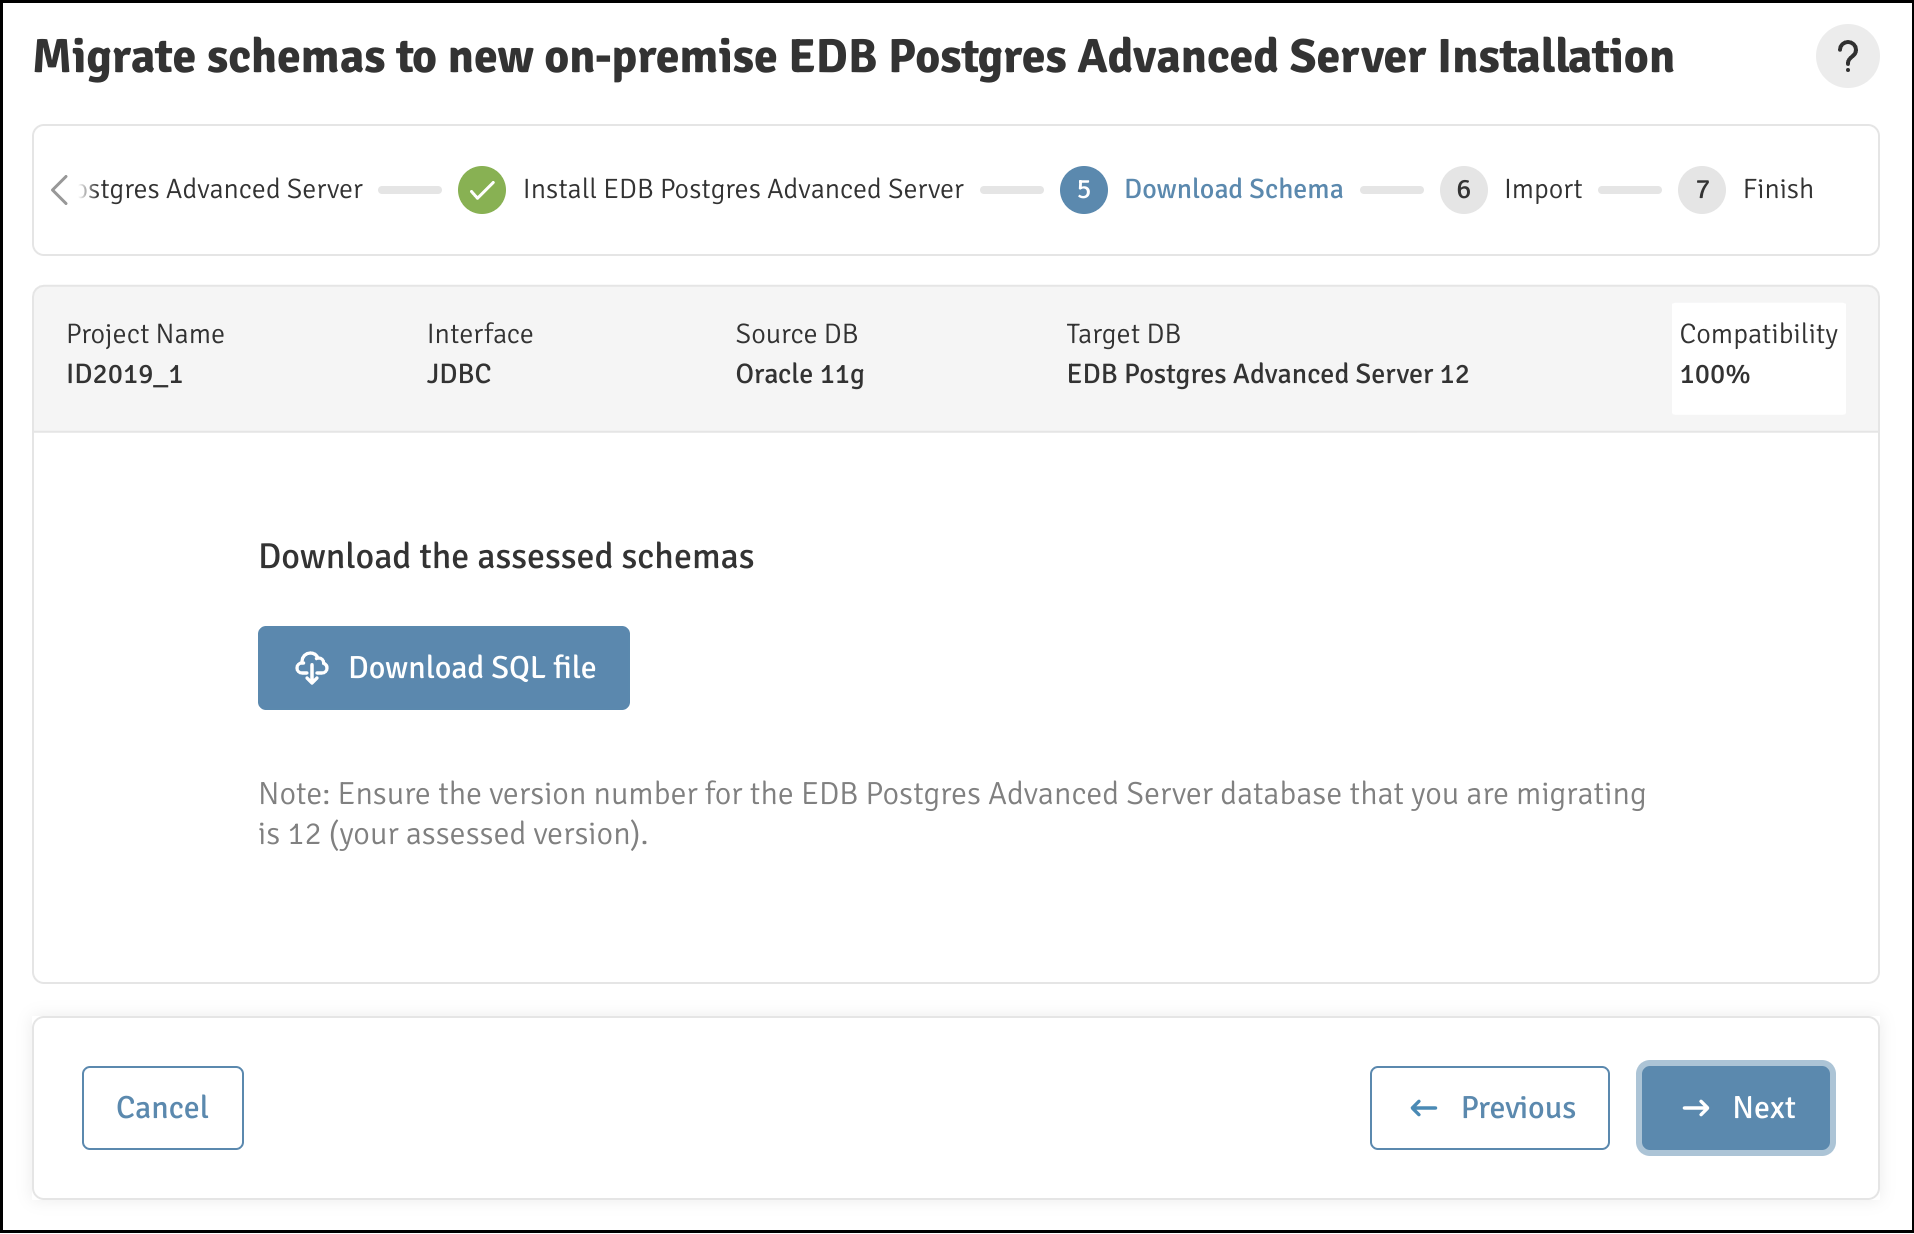 Migrate schemas to new on-premise EDB Postgres Advanced Server Installation
?
Advanced Server
Install EDB Postgres Advanced Server
5 Download Schema
6 Import
7 Finish
Project Name
ID2019_1
Interface
JDBC
Source DB
Oracle 11g
Target DB
EDB Postgres Advanced Server 12
Compatibility
100%
Download the assessed schemas
Download SQL file
Note: Ensure the version number for the EDB Postgres Advanced Server database that you are migrating
is 12 (your assessed version).
Cancel
Previous
Next